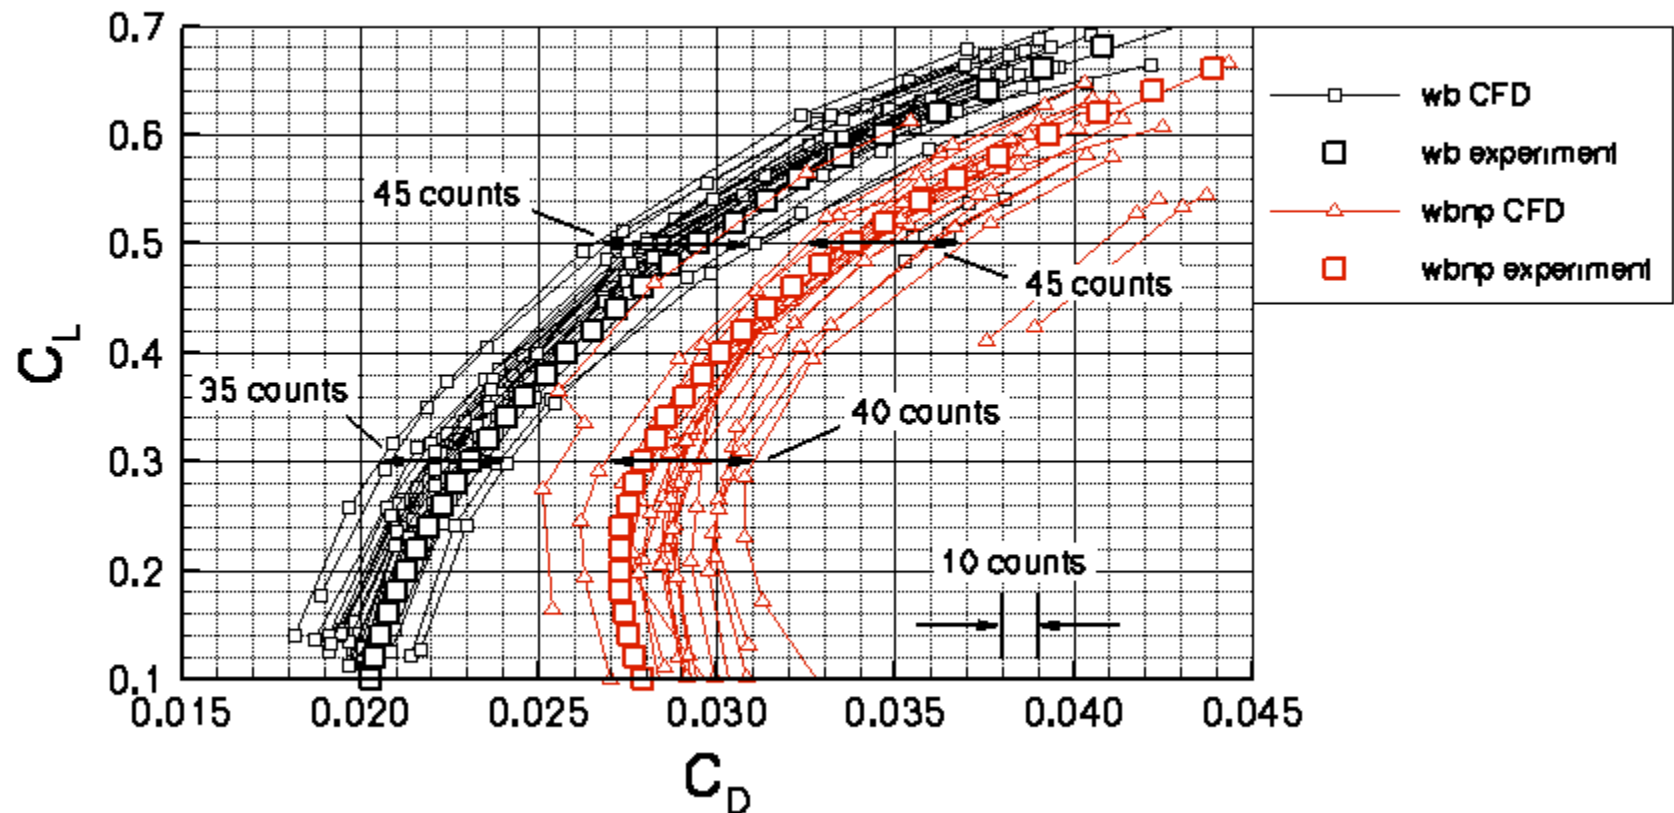 0.7
0.6
0.5
0.4
0.3
0.2
0.1
C_L
0.015 0.020 0.025 0.030 0.035 0.040 0.045
C_D
45 counts
35 counts
45 counts
40 counts
10 counts
wb CFD
wb experiment
wbnp CFD
wbnp experiment